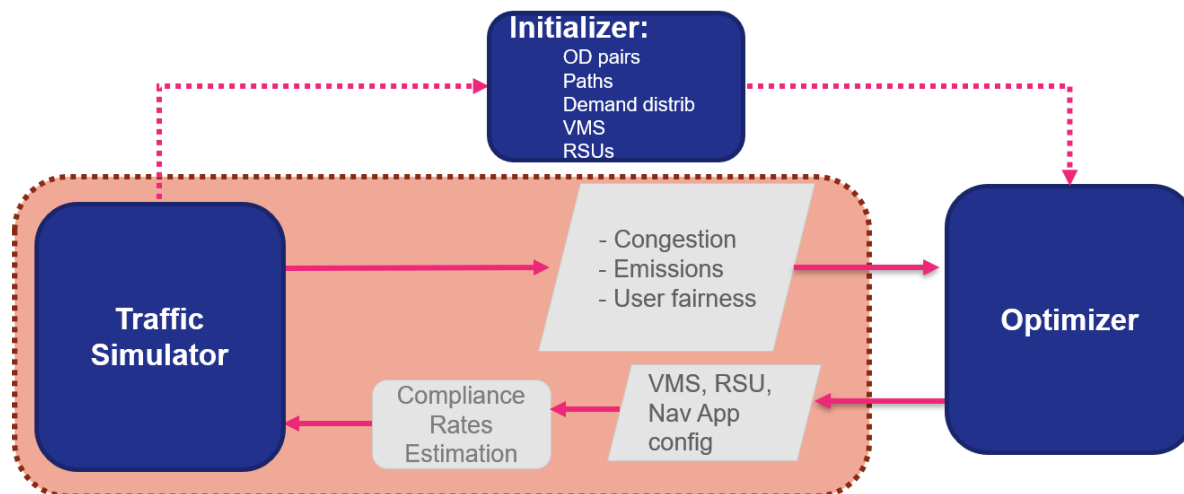 Initializer:
OD pairs
Paths
Demand distrib
VMS
RSUs
Traffic
Simulator
- Congestion
- Emissions
- User fairness
Optimizer
Compliance
Rates
Estimation
VMS, RSU,
Nav App
config